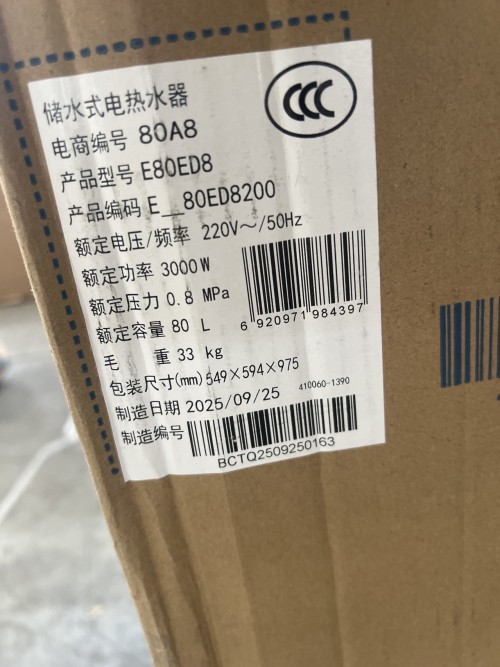 储水式电热水器
CCC
电商编号 80A8
产品型号 E80ED8
产品编码 E__80ED8200
额定电压/频率 220V～/50Hz
额定功率 3000W
额定压力 0.8 MPa
额定容量 80 L
6 920971 984397
毛 重 33 kg
包装尺寸(mm) 549×594×975
410060-1390
制造日期 2025/09/25
制造编号
BCTQ2509250163